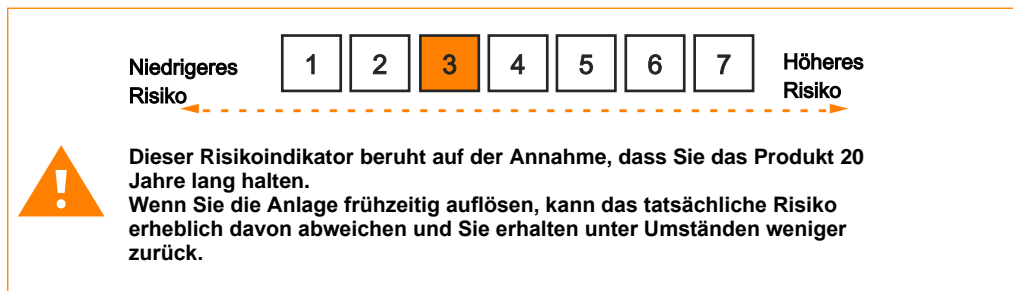 Niedrigeres
Risiko
1 2 3 4 5 6 7
Höheres
Risiko
!
Dieser Risikoindikator beruht auf der Annahme, dass Sie das Produkt 20
Jahre lang halten.
Wenn Sie die Anlage frühzeitig auflösen, kann das tatsächliche Risiko
erheblich davon abweichen und Sie erhalten unter Umständen weniger
zurück.